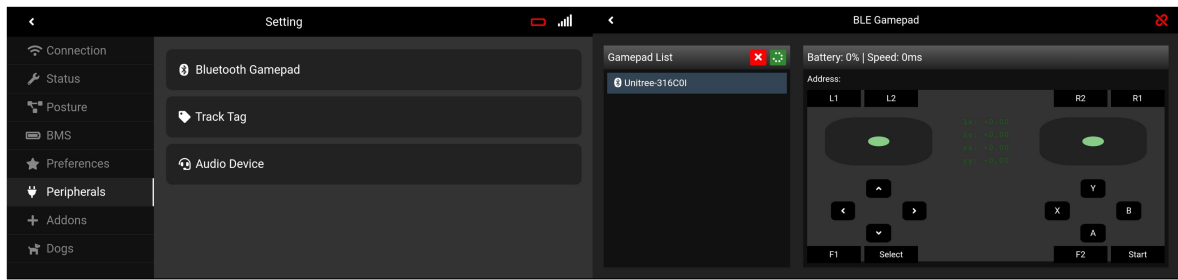 Setting
Connection
Status
Posture
BMS
Preferences
Peripherals
Addons
Dogs
Bluetooth Gamepad
Track Tag
Audio Device
BLE Gamepad
Gamepad List
Unitree-316C0I
Battery: 0% | Speed: 0ms
Address:
L1 L2 R2 R1
Y
X B
A
F1 Select F2 Start